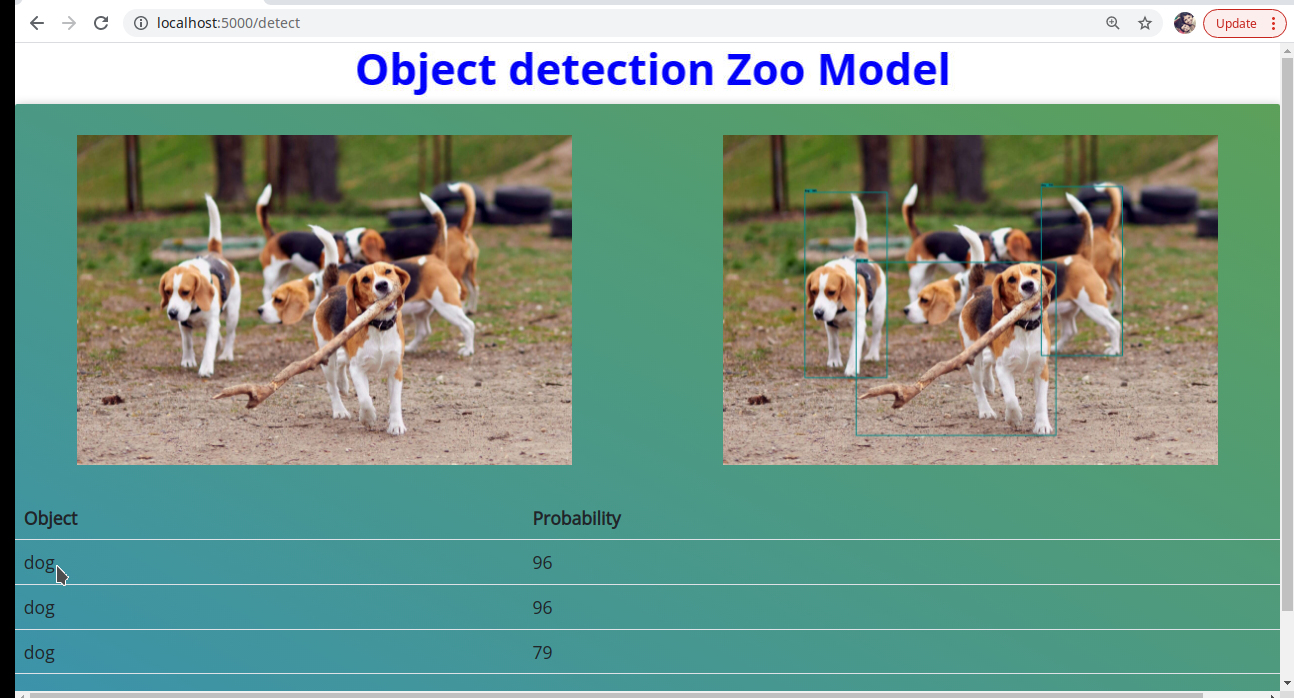 localhost:5000/detect
Update
Object detection Zoo Model
Object Probability
dog 96
dog 96
dog 79